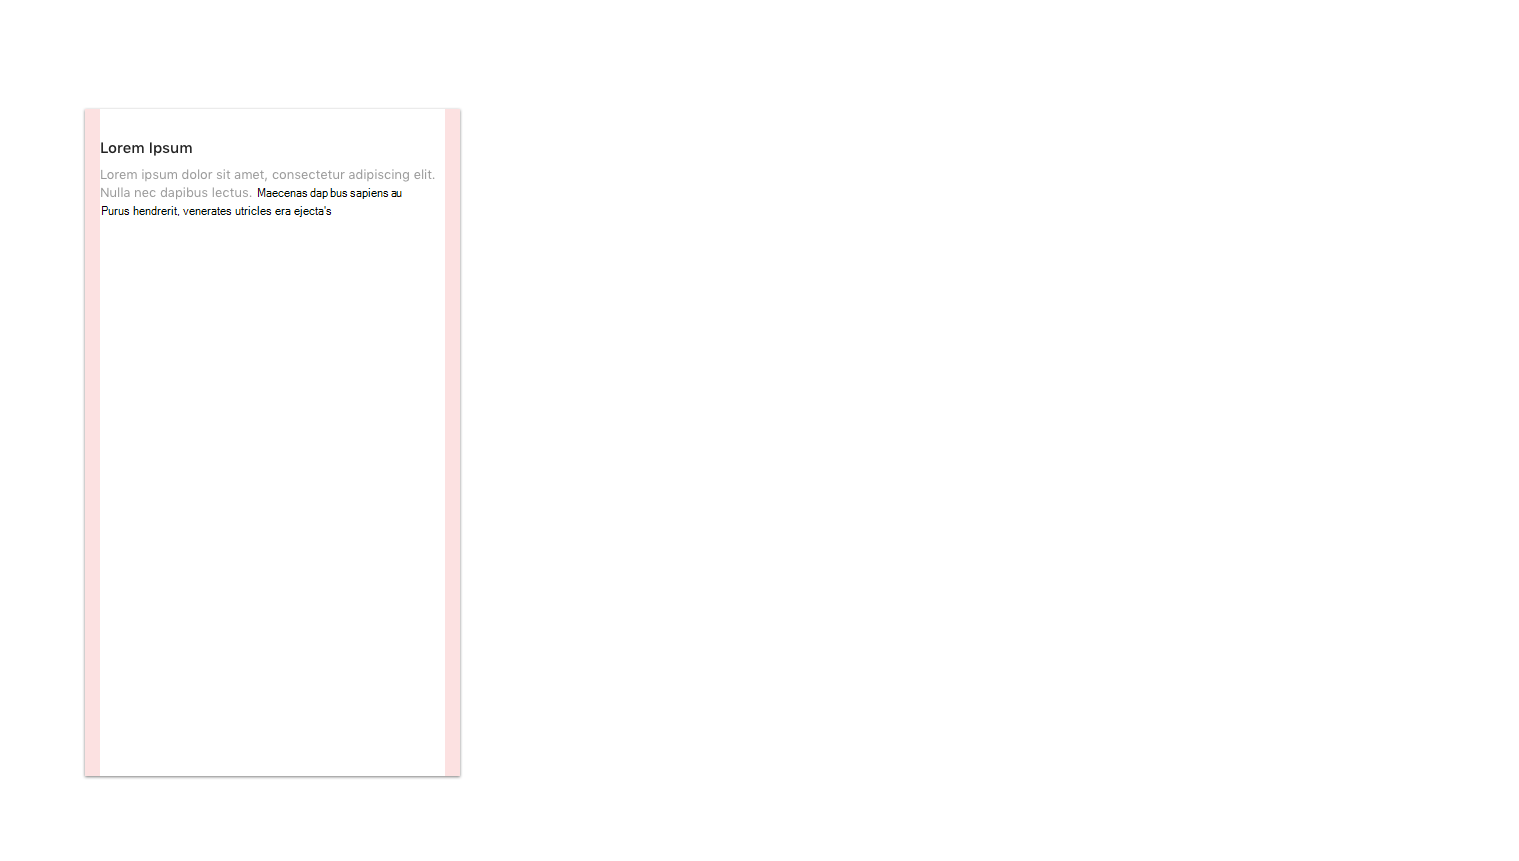 Lorem Ipsum
Lorem ipsum dolor sit amet, consectetur adipiscing elit.
Nulla nec dapibus lectus. Maecenas dap bus sapiens au
Purus hendrerit, venerates utricles era ejecta's